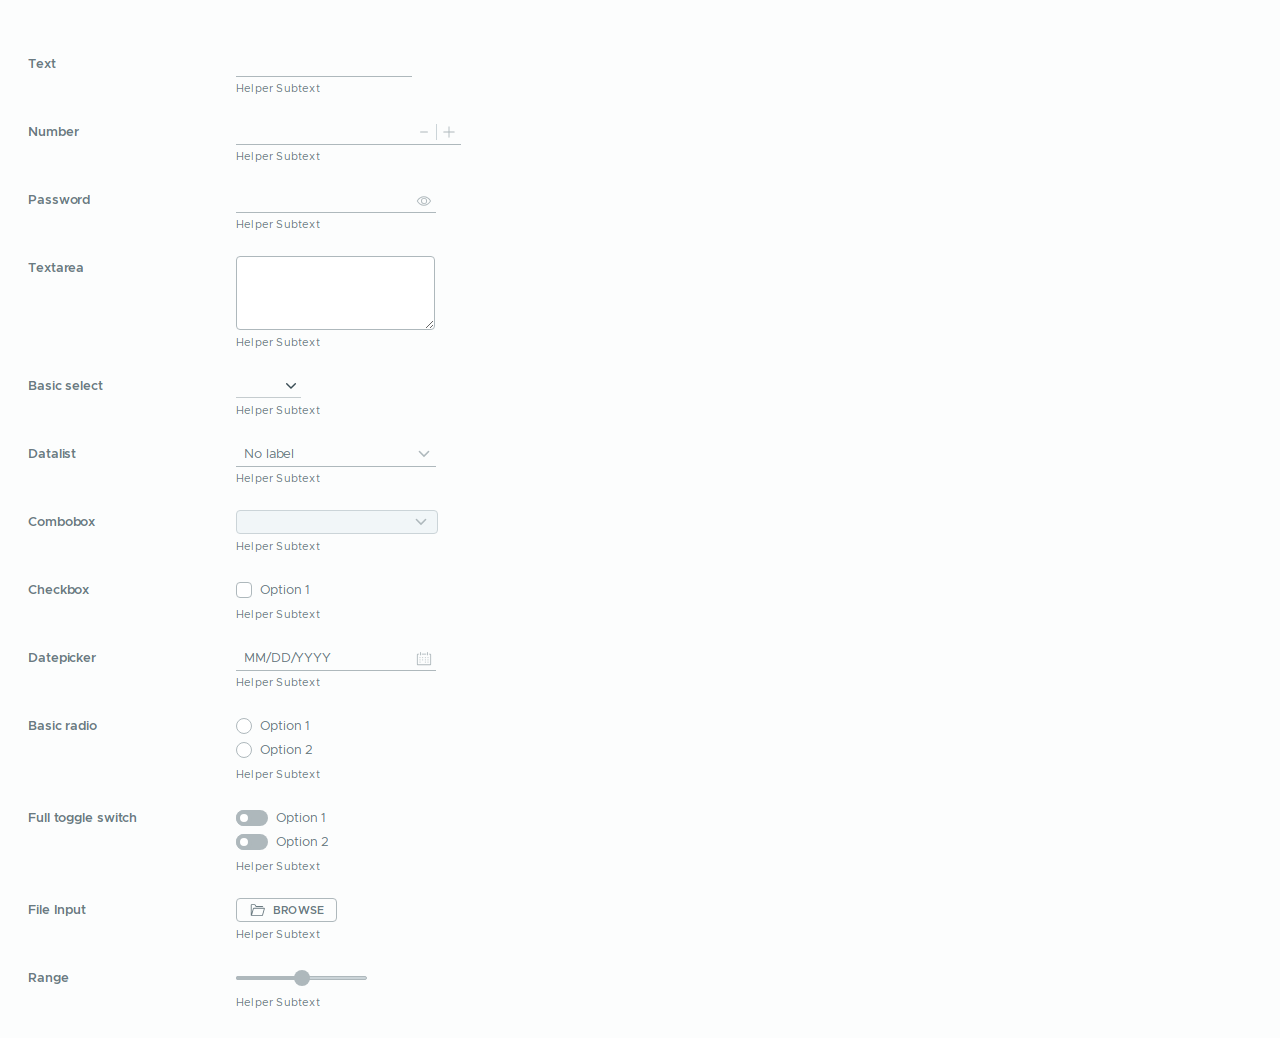 Text
Helper Subtext
Number
Helper Subtext
Password
Helper Subtext
Textarea
Helper Subtext
Basic select
Helper Subtext
Datalist
No label
Helper Subtext
Combobox
Helper Subtext
Checkbox
Option 1
Helper Subtext
Datepicker
MM/DD/YYYY
Helper Subtext
Basic radio
Option 1
Option 2
Helper Subtext
Full toggle switch
Option 1
Option 2
Helper Subtext
File Input
BROWSE
Helper Subtext
Range
Helper Subtext